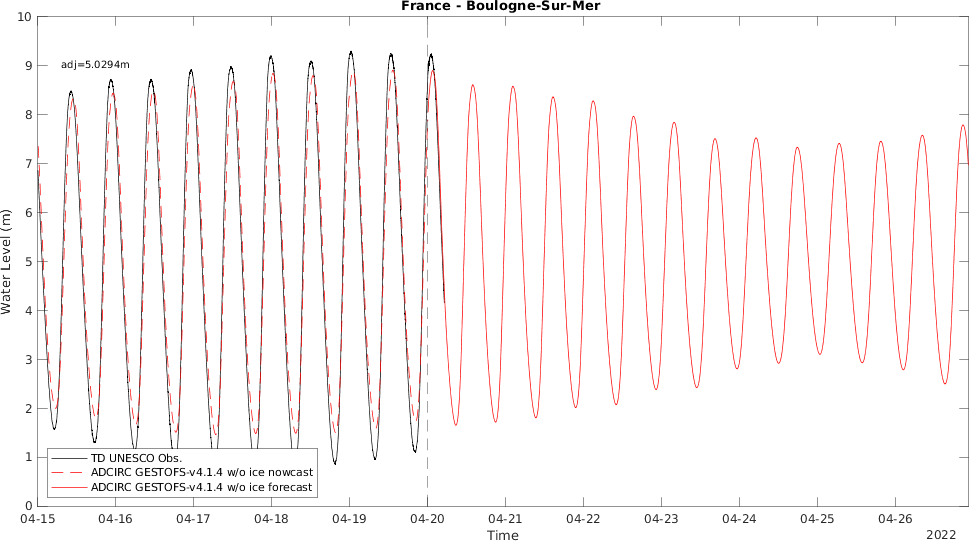 France - Boulogne-Sur-Mer
10
9
8
7
6
5
4
3
2
1
0
Water Level (m)
adj=5.0294m
TD UNESCO Obs.
ADCIRC GESTOFS-v4.1.4 w/o ice nowcast
ADCIRC GESTOFS-v4.1.4 w/o ice forecast
04-15 04-16 04-17 04-18 04-19 04-20 04-21 04-22 04-23 04-24 04-25 04-26
Time
2022